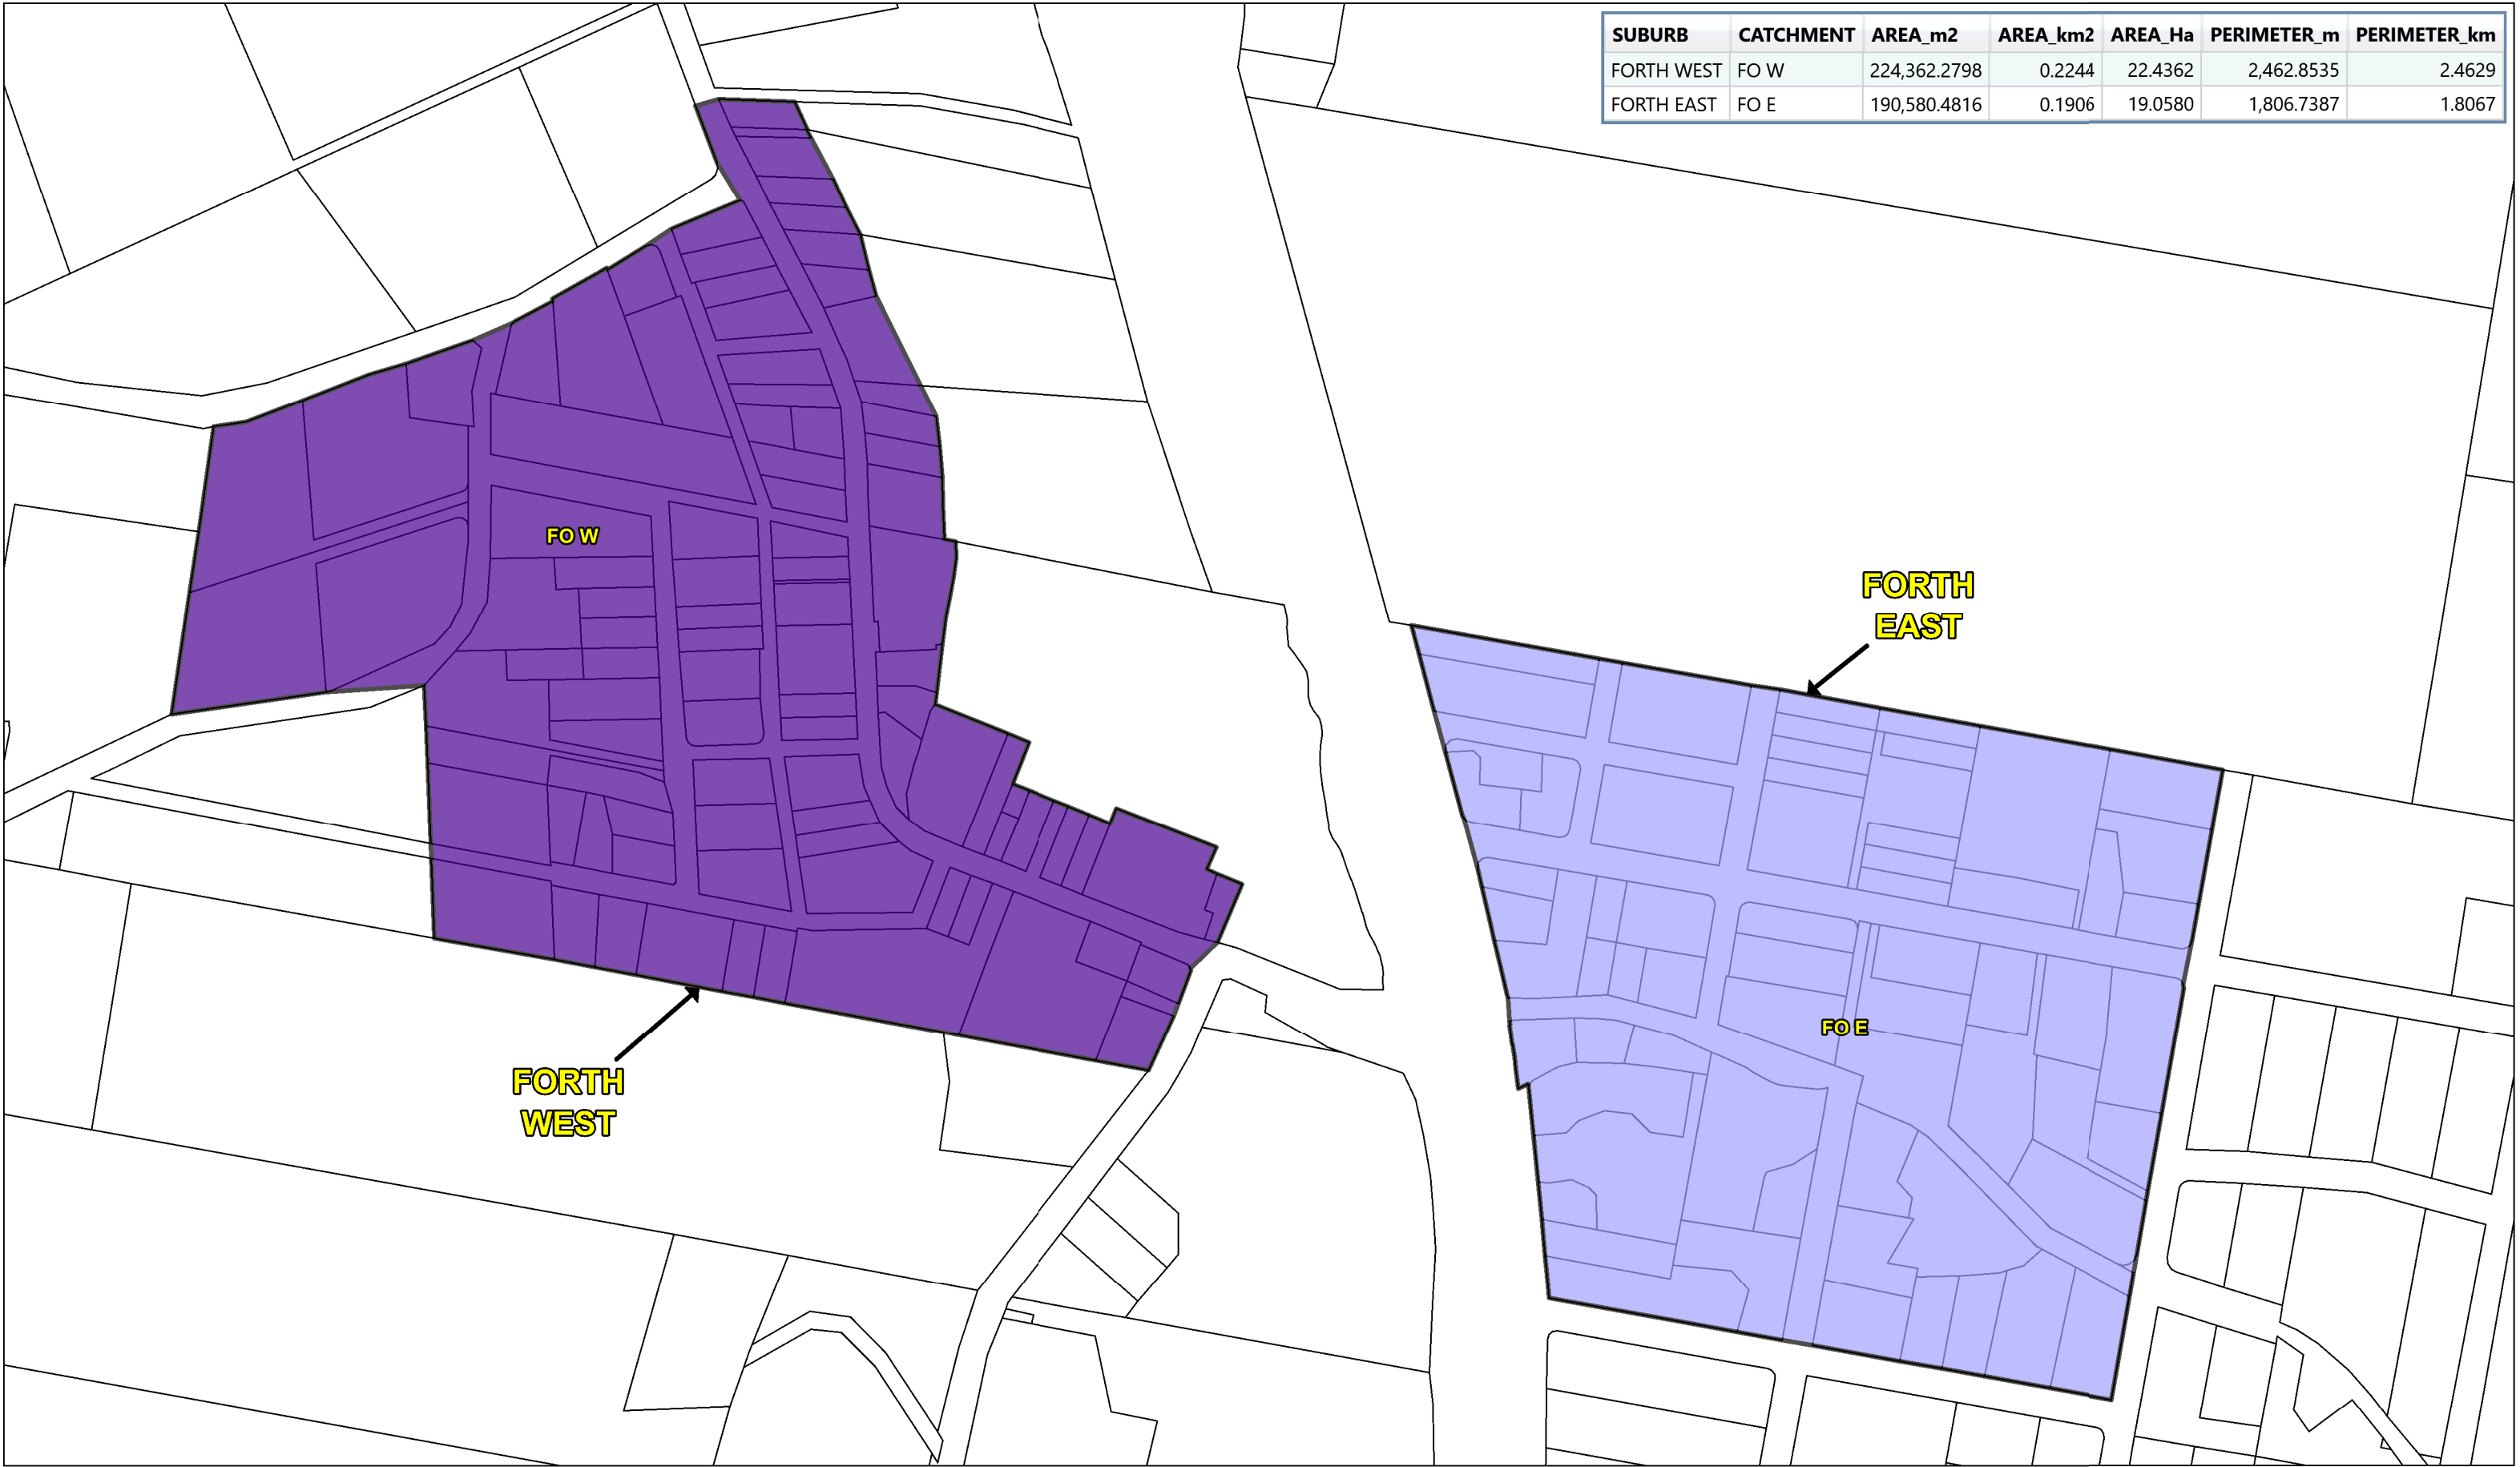 SUBURB CATCHMENT AREA_m2 AREA_km2 AREA_Ha PERIMETER_m PERIMETER_km
FORTH WEST FO W 224,362.2798 0.2244 22.4362 2,462.8535 2.4629
FORTH EAST FO E 190,580.4816 0.1906 19.0580 1,806.7387 1.8067
FO W
FORTH
EAST
FO E
FORTH
WEST